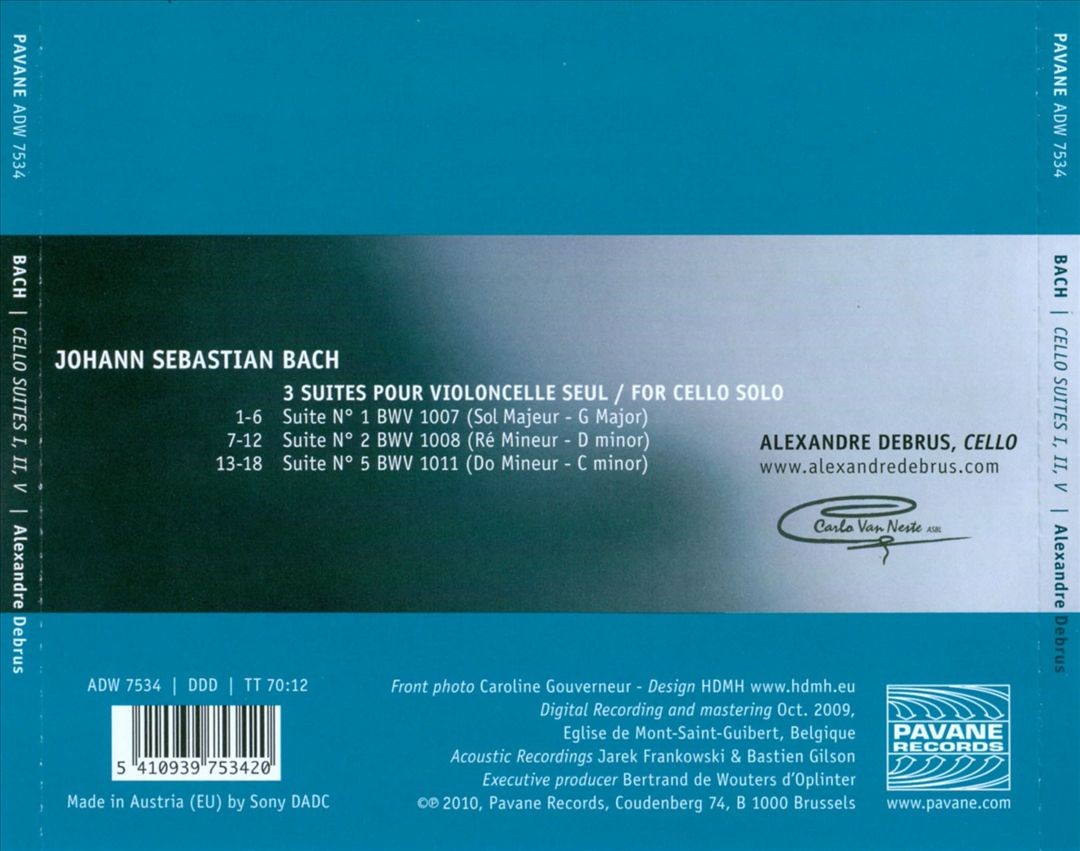 PAVANE ADW 7534
BACH | CELLO SUITES I, II, V | Alexandre Debrus
JOHANN SEBASTIAN BACH
3 SUITES POUR VIOLONCELLE SEUL / FOR CELLO SOLO
1-6 Suite N° 1 BWV 1007 (Sol Majeur - G Major)
7-12 Suite N° 2 BWV 1008 (Ré Mineur - D minor)
13-18 Suite N° 5 BWV 1011 (Do Mineur - C minor)
ALEXANDRE DEBRUS, CELLO
www.alexandredebrus.com
Carlo Van Neste ASBL
ADW 7534 | DDD | TT 70:12
5 410939 753420
Made in Austria (EU) by Sony DADC
Front photo Caroline Gouverneur - Design HDMH www.hdmh.eu
Digital Recording and mastering Oct. 2009,
Eglise de Mont-Saint-Guibert, Belgique
Acoustic Recordings Jarek Frankowski & Bastien Gilson
Executive producer Bertrand de Wouters d'Oplinter
©℗ 2010, Pavane Records, Coudenberg 74, B 1000 Brussels
PAVANE
RECORDS
www.pavane.com
PAVANE ADW 7534
BACH | CELLO SUITES I, II, V | Alexandre Debrus